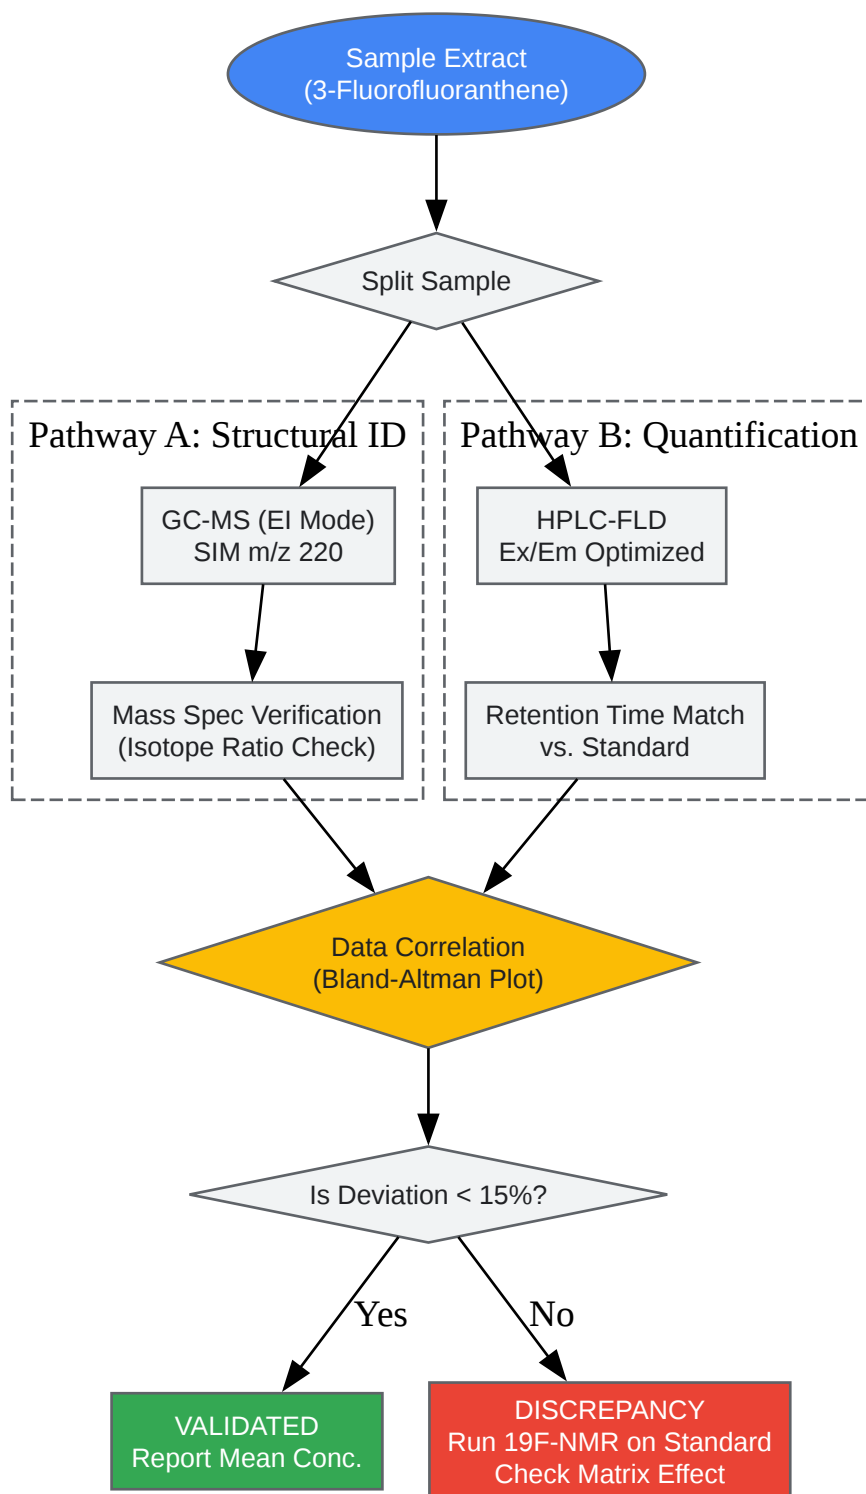 Sample Extract
(3-Fluorofluoranthene)
Split Sample
Pathway A: Structural ID
Pathway B: Quantification
GC-MS (EI Mode)
SIM m/z 220
HPLC-FLD
Ex/Em Optimized
Mass Spec Verification
(Isotope Ratio Check)
Retention Time Match
vs. Standard
Data Correlation
(Bland-Altman Plot)
Is Deviation < 15%?
Yes
No
VALIDATED
Report Mean Conc.
DISCREPANCY
Run 19F-NMR on Standard
Check Matrix Effect